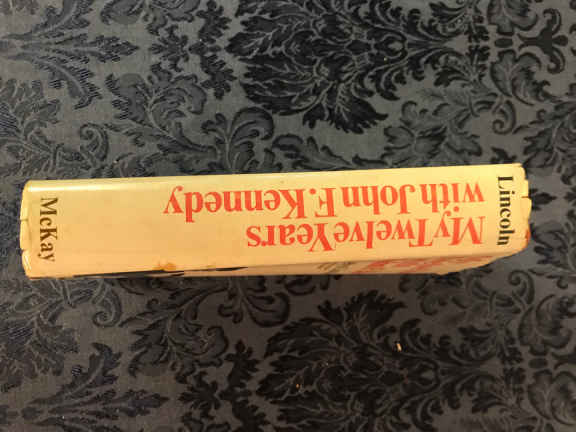 Lincoln
My Twelve Years
with John F. Kennedy
McKay